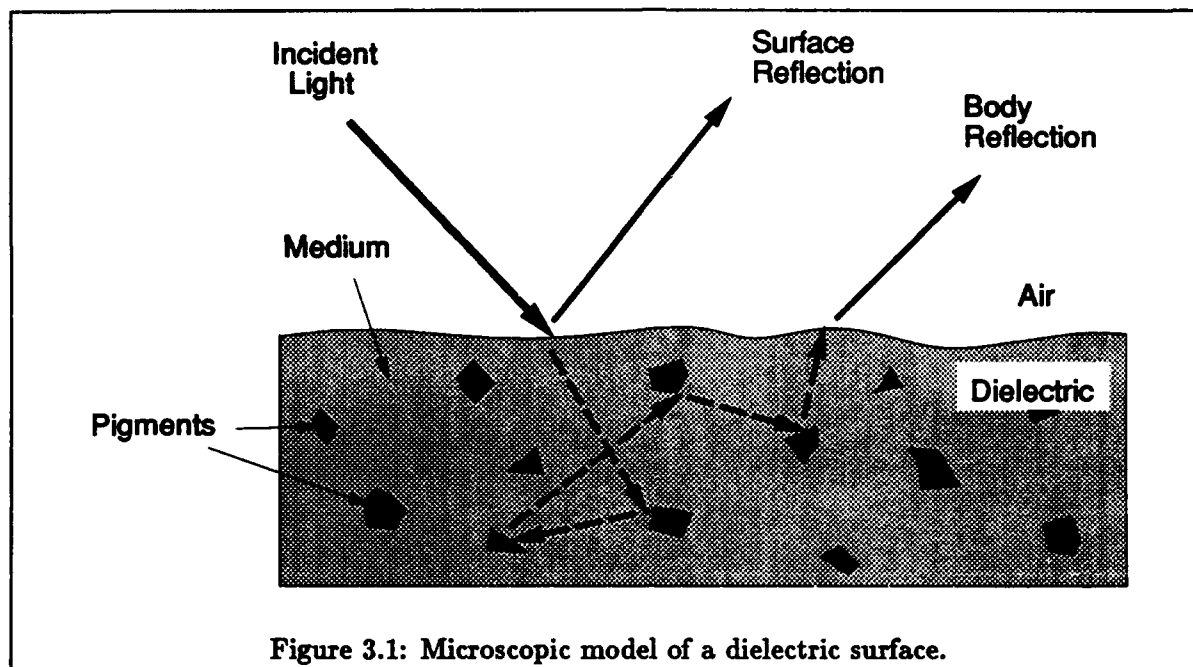 Incident
Light
Surface
Reflection
Body
Reflection
Medium
Air
Dielectric
Pigments
Figure 3.1: Microscopic model of a dielectric surface.